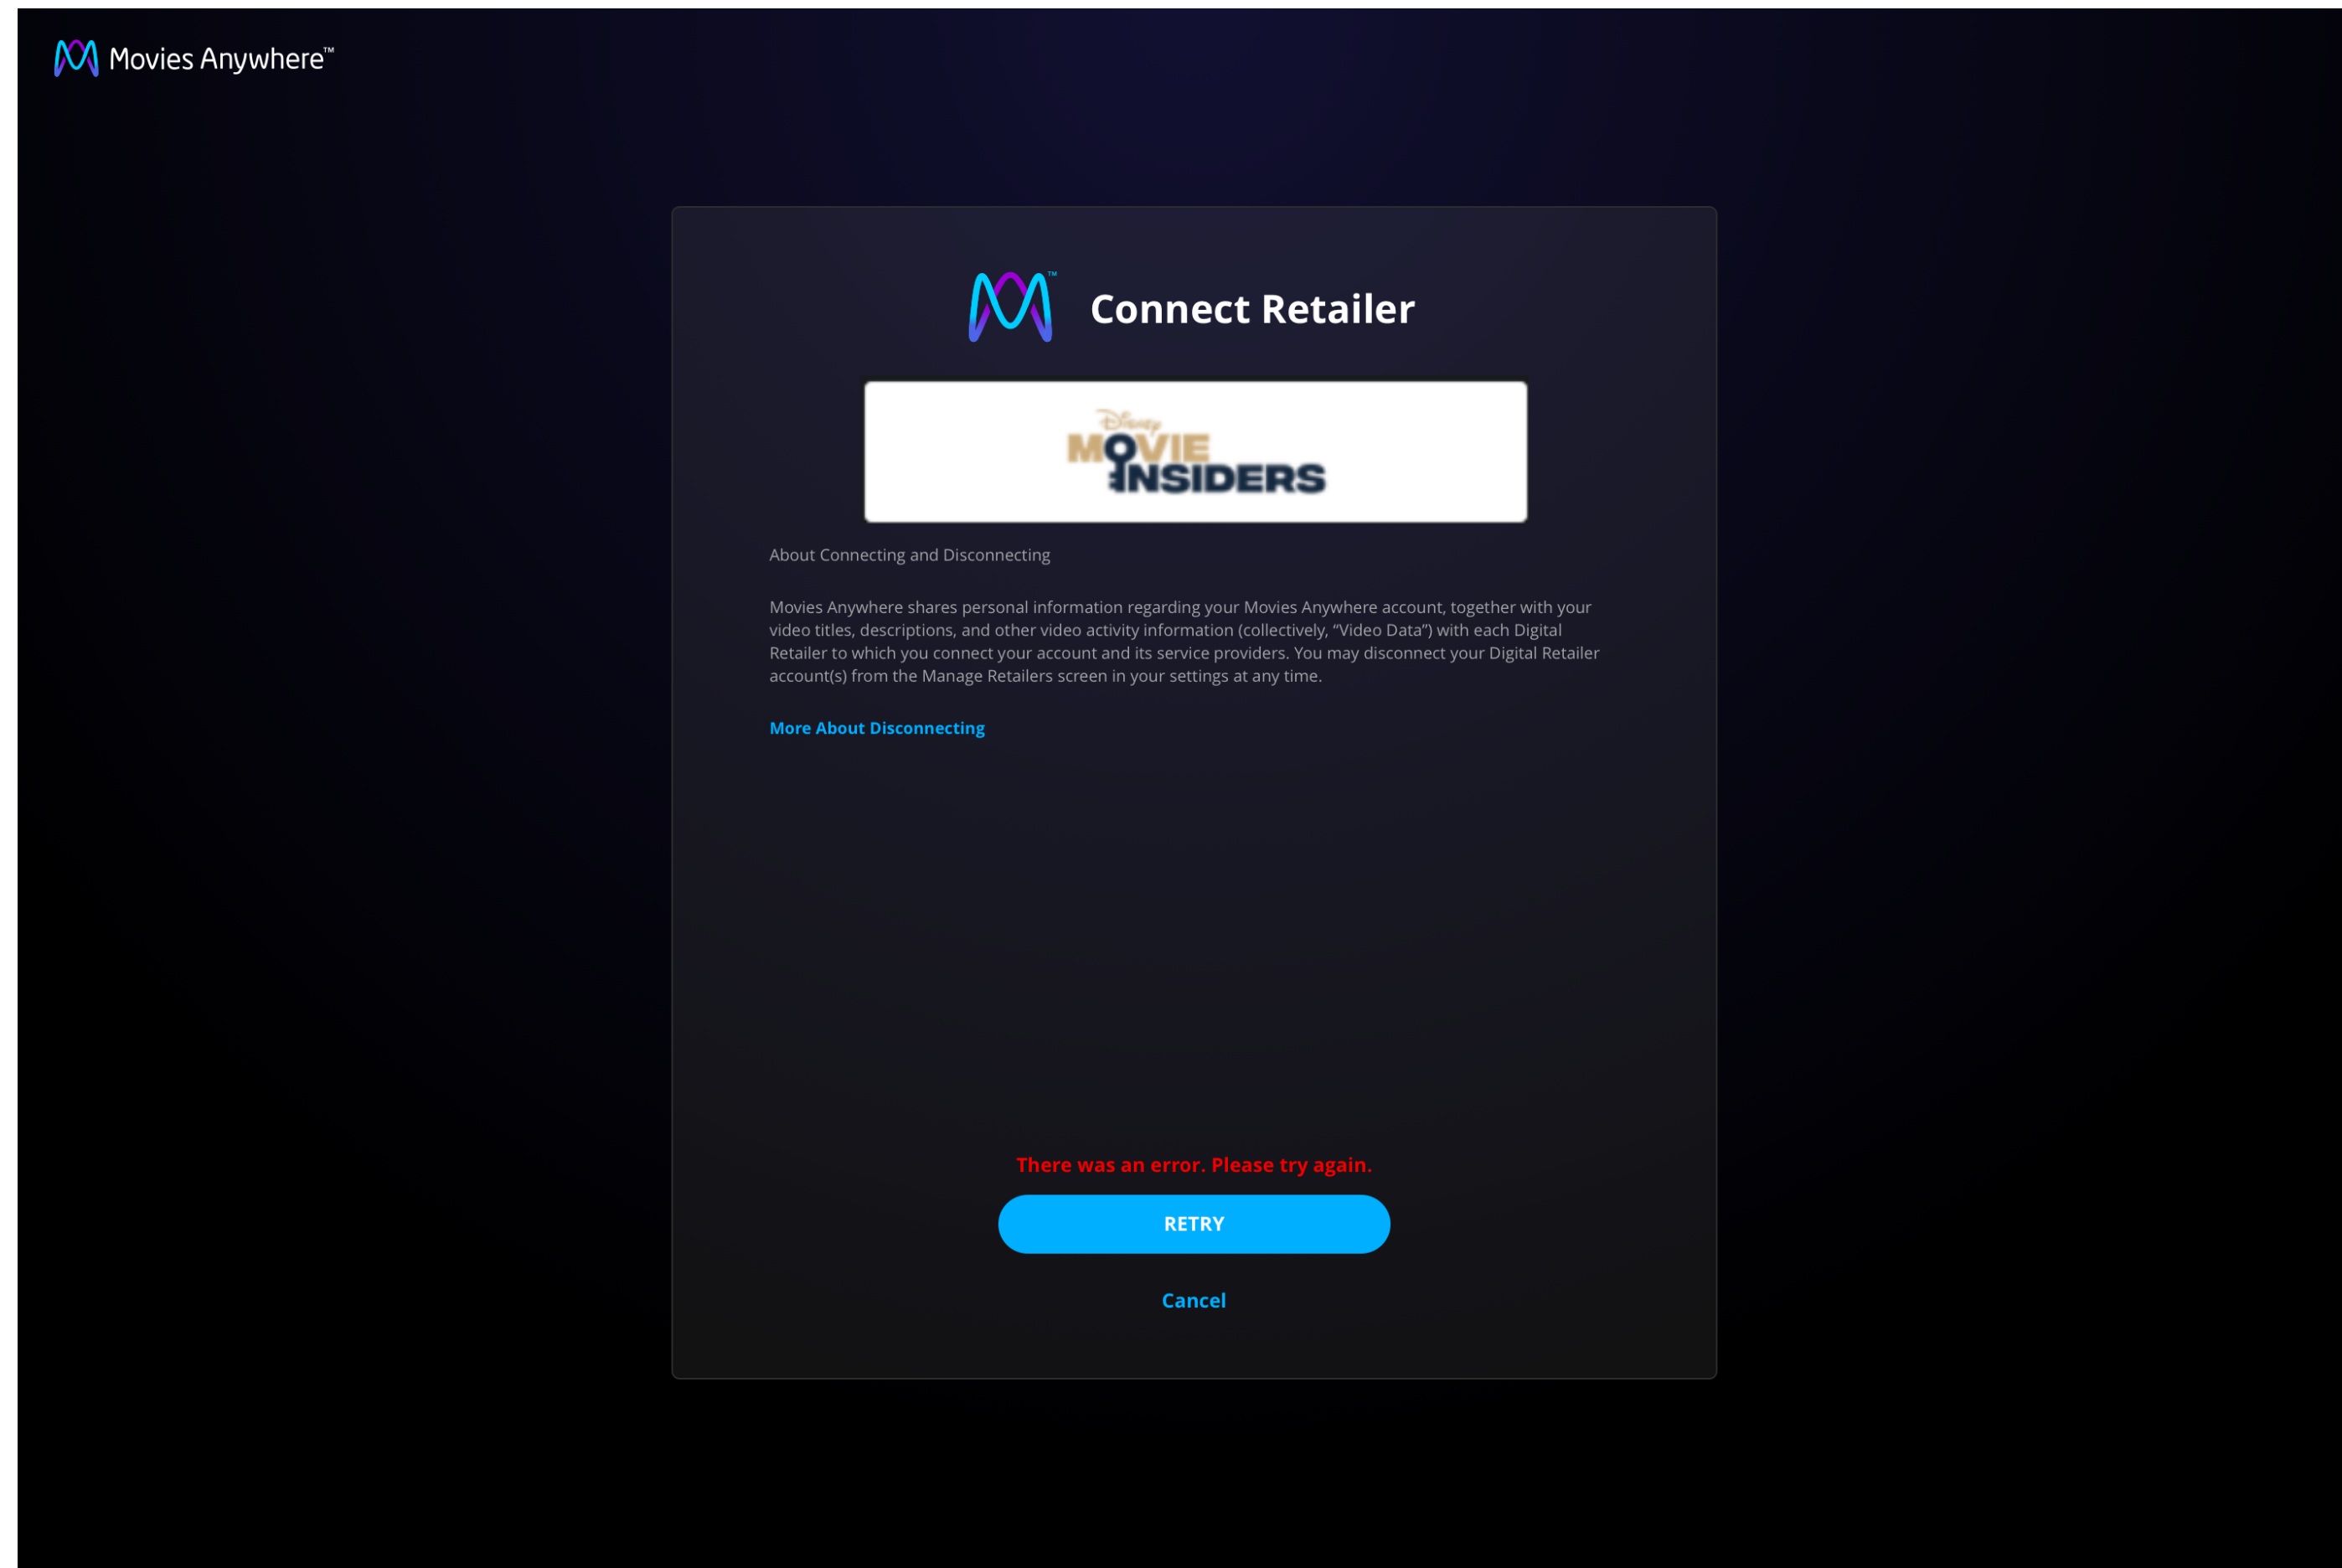 Movies Anywhere™
™
Connect Retailer
Disney
MOVIE
INSIDERS
About Connecting and Disconnecting
Movies Anywhere shares personal information regarding your Movies Anywhere account, together with your
video titles, descriptions, and other video activity information (collectively, “Video Data”) with each Digital
Retailer to which you connect your account and its service providers. You may disconnect your Digital Retailer
account(s) from the Manage Retailers screen in your settings at any time.
More About Disconnecting
There was an error. Please try again.
RETRY
Cancel